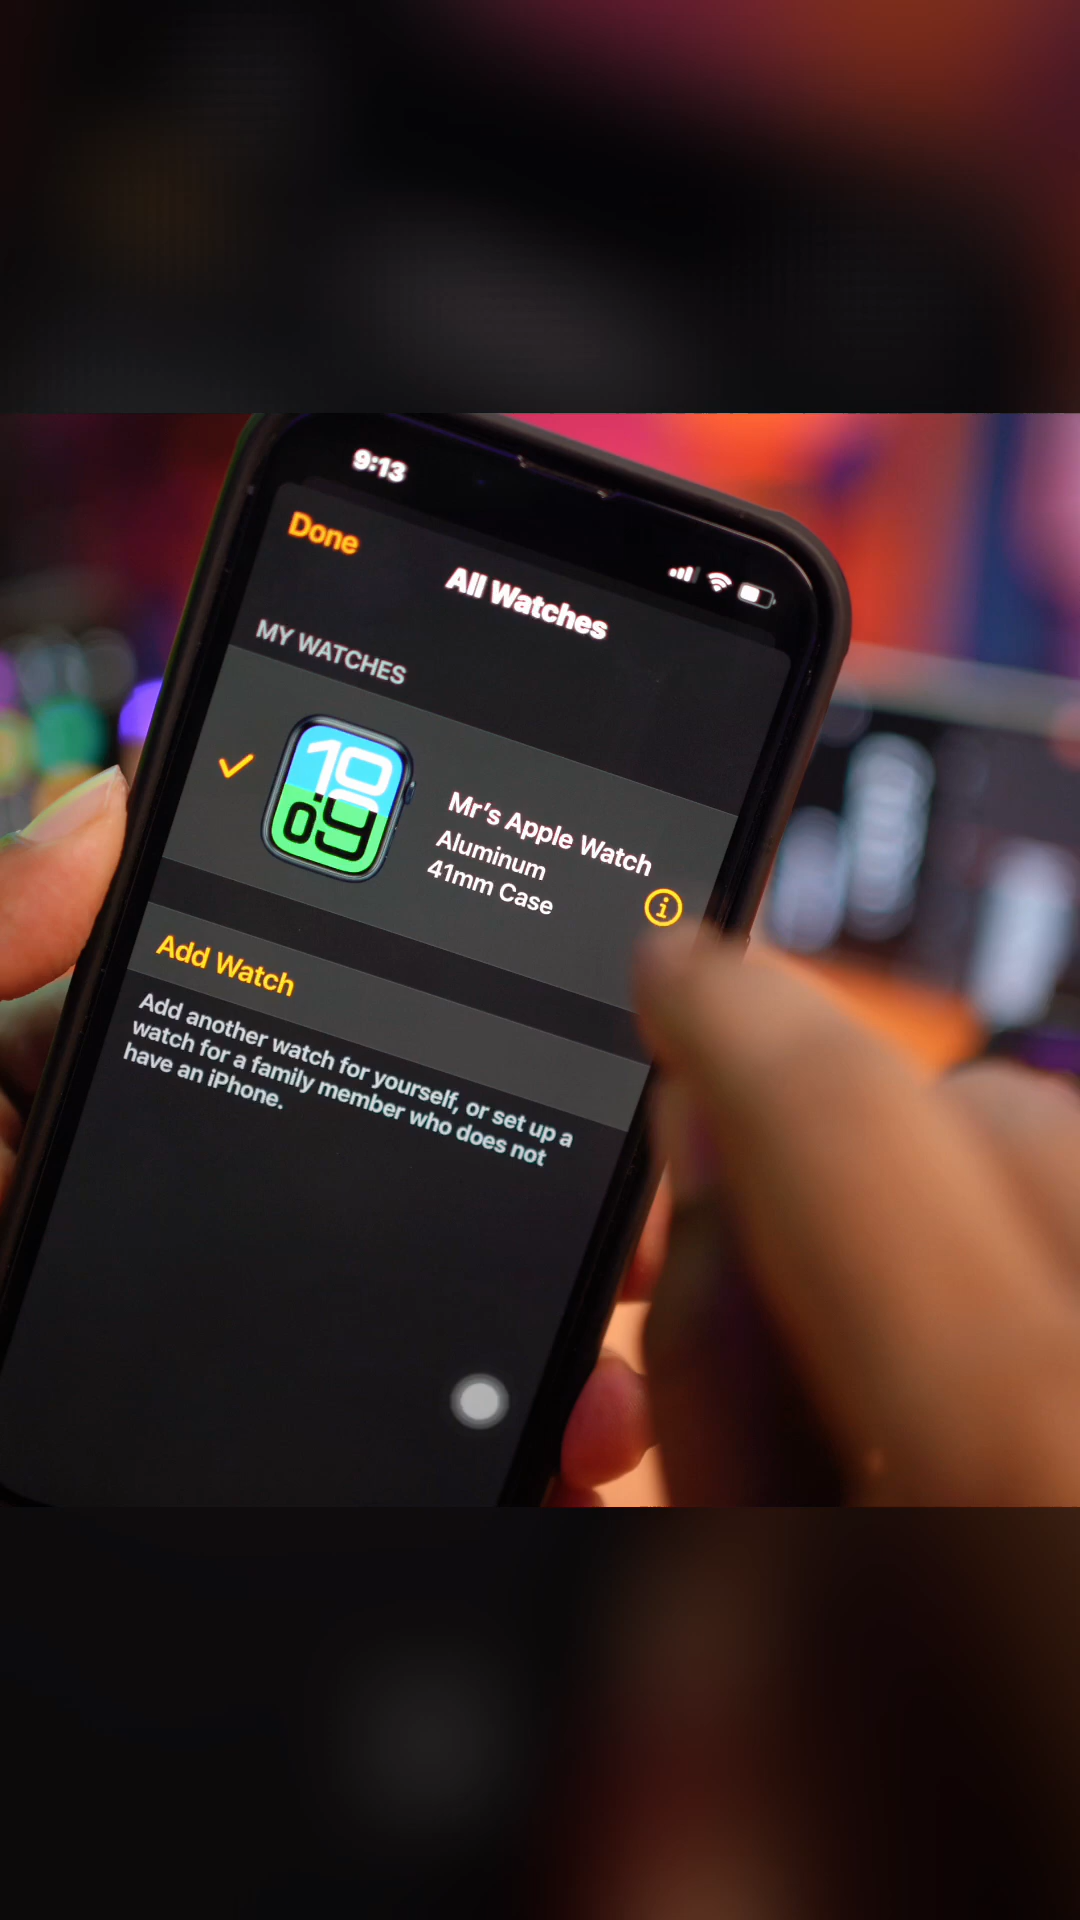 9:13
Done
All Watches
MY WATCHES
10
09
Mr's Apple Watch
Aluminum
41mm Case
Add Watch
Add another watch for yourself, or set up a
watch for a family member who does not
have an iPhone.